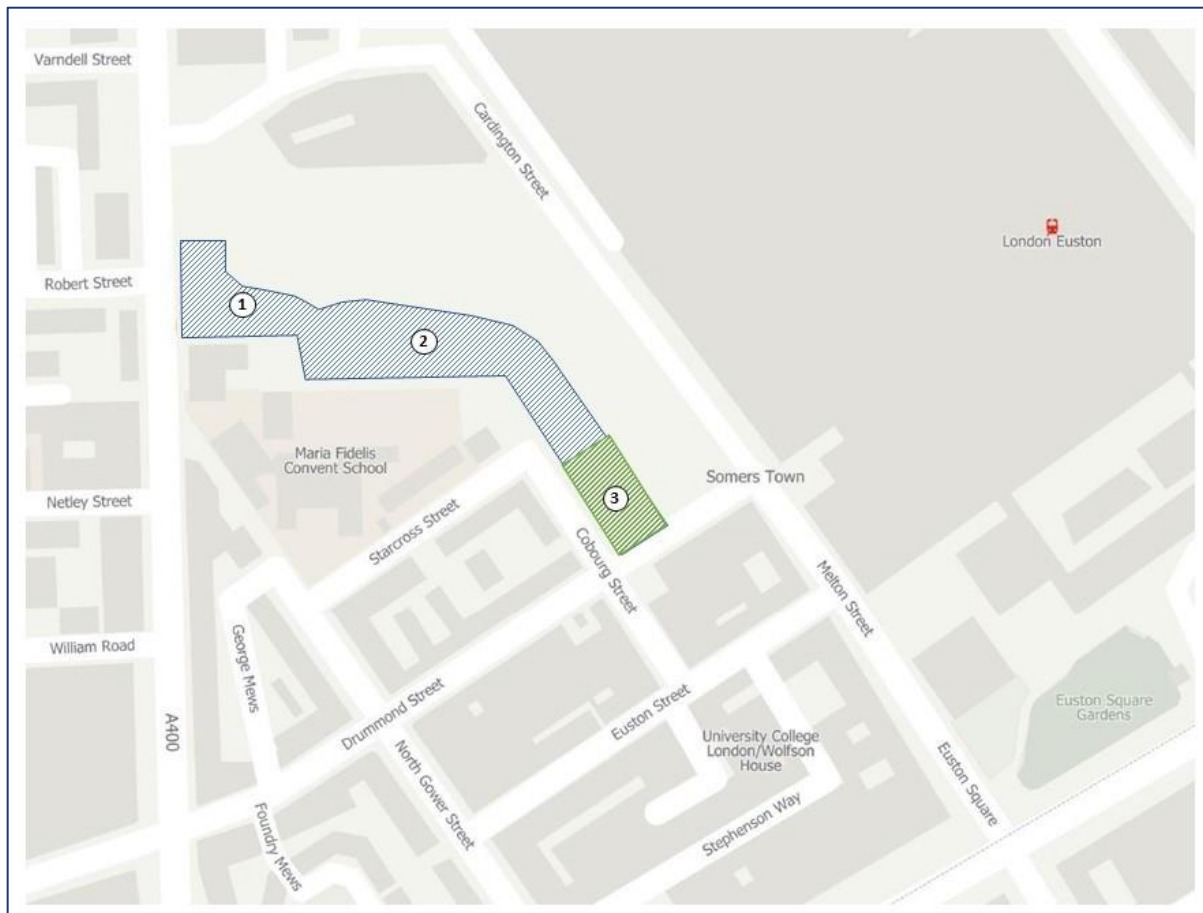 Varndell Street
Cardington Street
London Euston
Robert Street
1
2
Maria Fidelis
Convent School
Somers Town
3
Netley Street
Starcross Street
Cobourg Street
Melton Street
William Road
George Mews
Drummond Street
Euston Street
Euston Square
Gardens
A400
North Gower Street
University College
London/Wolfson
House
Euston Square
Stephenson Way
Foundry Mews